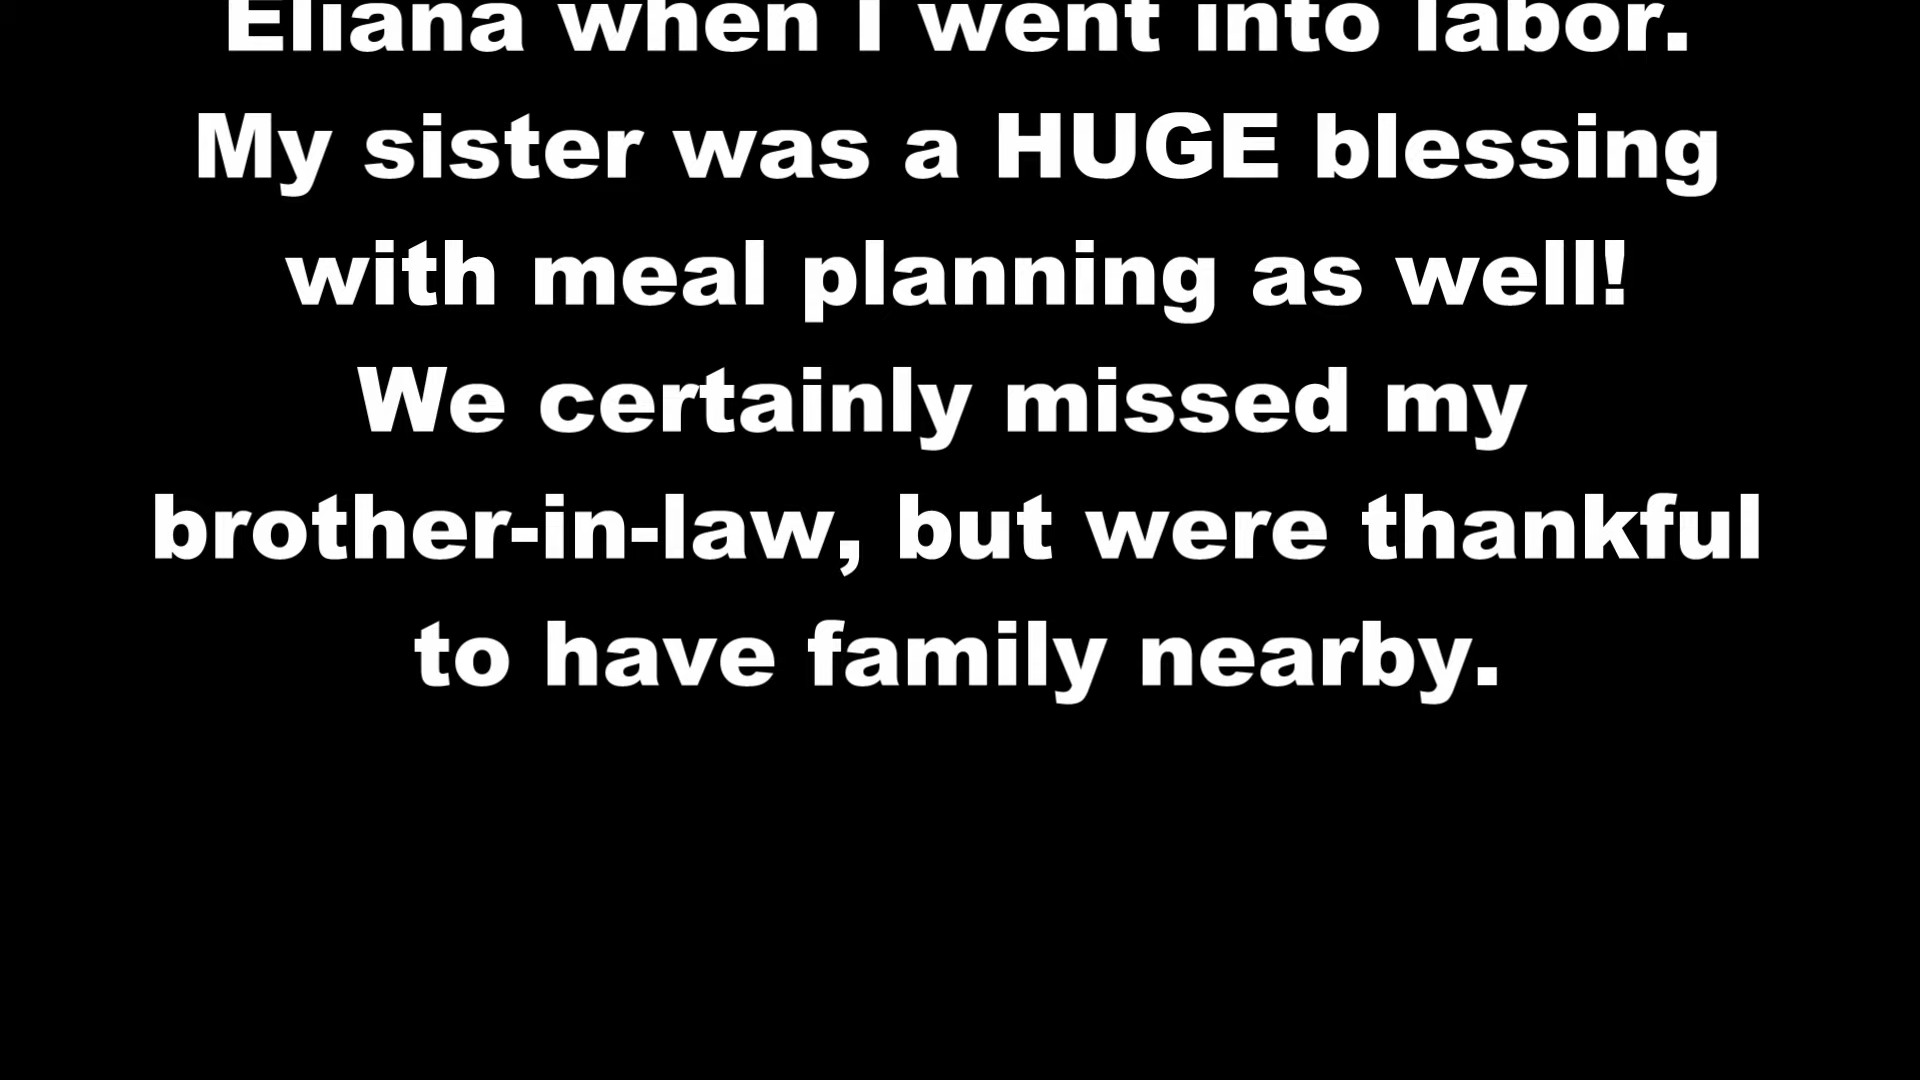 Eliana when I went into labor.
My sister was a HUGE blessing
with meal planning as well!
We certainly missed my
brother-in-law, but were thankful
to have family nearby.